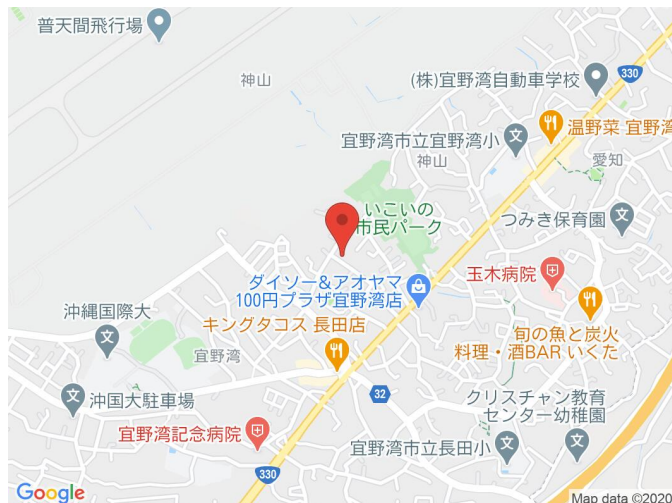 普天間飛行場
神山
(株)宜野湾自動車学校
330
温野菜 宜野湾
宜野湾市立宜野湾小
神山
愛知
いこいの
市民パーク
つみき保育園
ダイソー&アオヤマ
100円プラザ宜野湾店
玉木病院
沖縄国際大
キングタコス 長田店
宜野湾
旬の魚と炭火
料理・酒BAR いくた
32
沖国大駐車場
クリスチャン教育
センター幼稚園
宜野湾記念病院
宜野湾市立長田小
330
Google
Map data ©2020